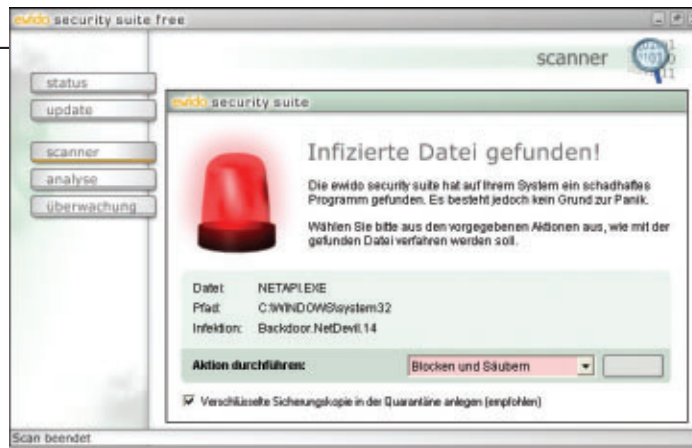 ewido security suite free
scanner
status
update
scanner
analyse
überwachung
ewido security suite
Infizierte Datei gefunden!
Die ewido security suite hat auf Ihrem System ein schadhaftes
Programm gefunden. Es besteht jedoch kein Grund zur Panik.
Wählen Sie bitte aus den vorgegebenen Aktionen aus, wie mit der
gefunden Datei verfahren werden soll.
Datei: NETAPI.EXE
Pfad: C:\WINDOWS\system32
Infektion: Backdoor.NetDevil.14
Aktion durchführen: Blocken und Säubern
Verschlüsselte Sicherungskopie in der Quarantäne anlegen (empfohlen)
Scan beendet